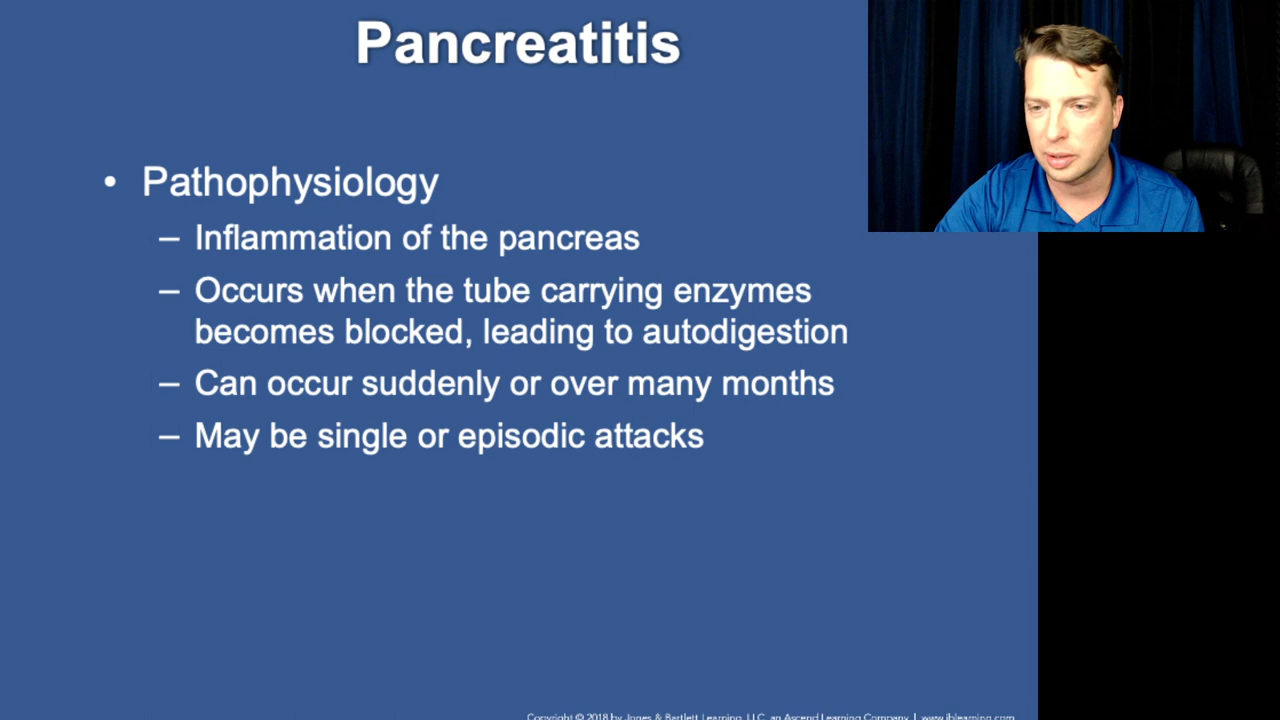 Pancreatitis
• Pathophysiology
– Inflammation of the pancreas
– Occurs when the tube carrying enzymes
becomes blocked, leading to autodigestion
– Can occur suddenly or over many months
– May be single or episodic attacks
Copyright © 2018 by Jones & Bartlett Learning, LLC, an Ascend Learning Company | www.jblearning.com